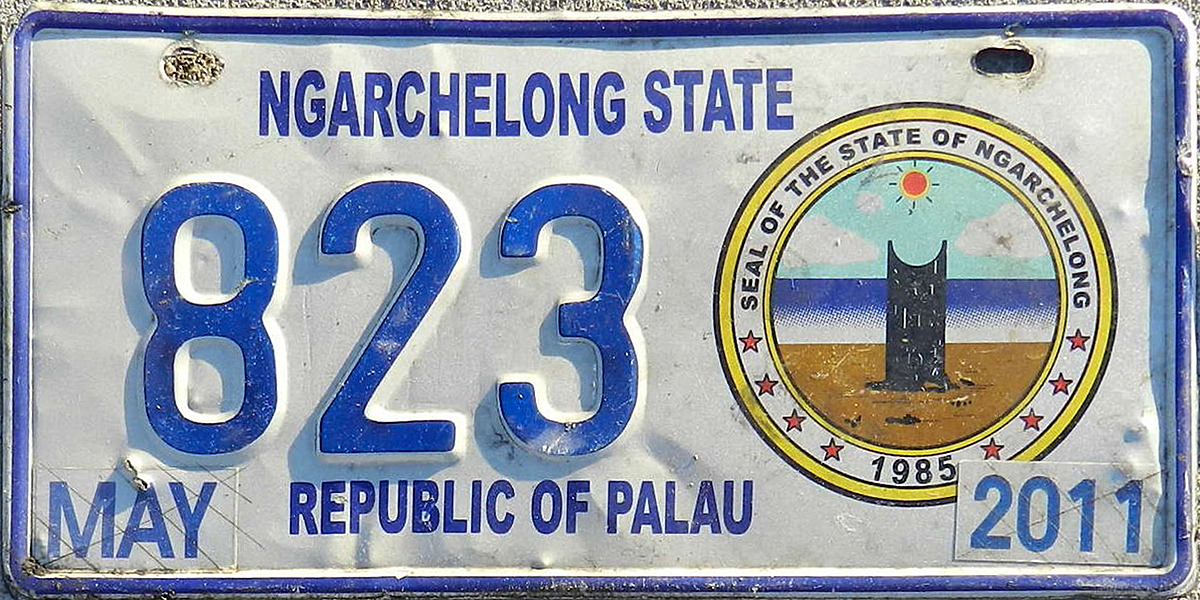 NGARCHELONG STATE
823
SEAL OF THE STATE OF NGARCHELONG
1985
MAY
REPUBLIC OF PALAU
2011